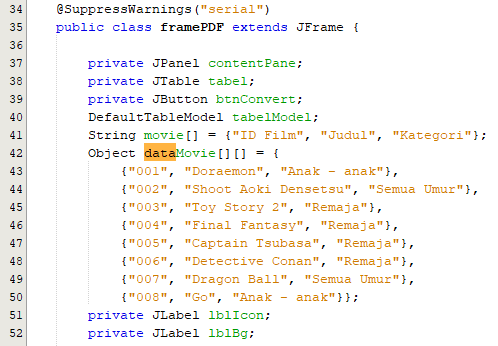 34 @SuppressWarnings("serial")
35 public class framePDF extends JFrame {
36
37 private JPanel contentPane;
38 private JTable tabel;
39 private JButton btnConvert;
40 DefaultTableModel tabelModel;
41 String movie[] = {"ID Film", "Judul", "Kategori"};
42 Object dataMovie[][] = {
43 {"001", "Doraemon", "Anak - anak"},
44 {"002", "Shoot Aoki Densetsu", "Semua Umur"},
45 {"003", "Toy Story 2", "Remaja"},
46 {"004", "Final Fantasy", "Remaja"},
47 {"005", "Captain Tsubasa", "Remaja"},
48 {"006", "Detective Conan", "Remaja"},
49 {"007", "Dragon Ball", "Semua Umur"},
50 {"008", "Go", "Anak - anak"}};
51 private JLabel lblIcon;
52 private JLabel lblBg;